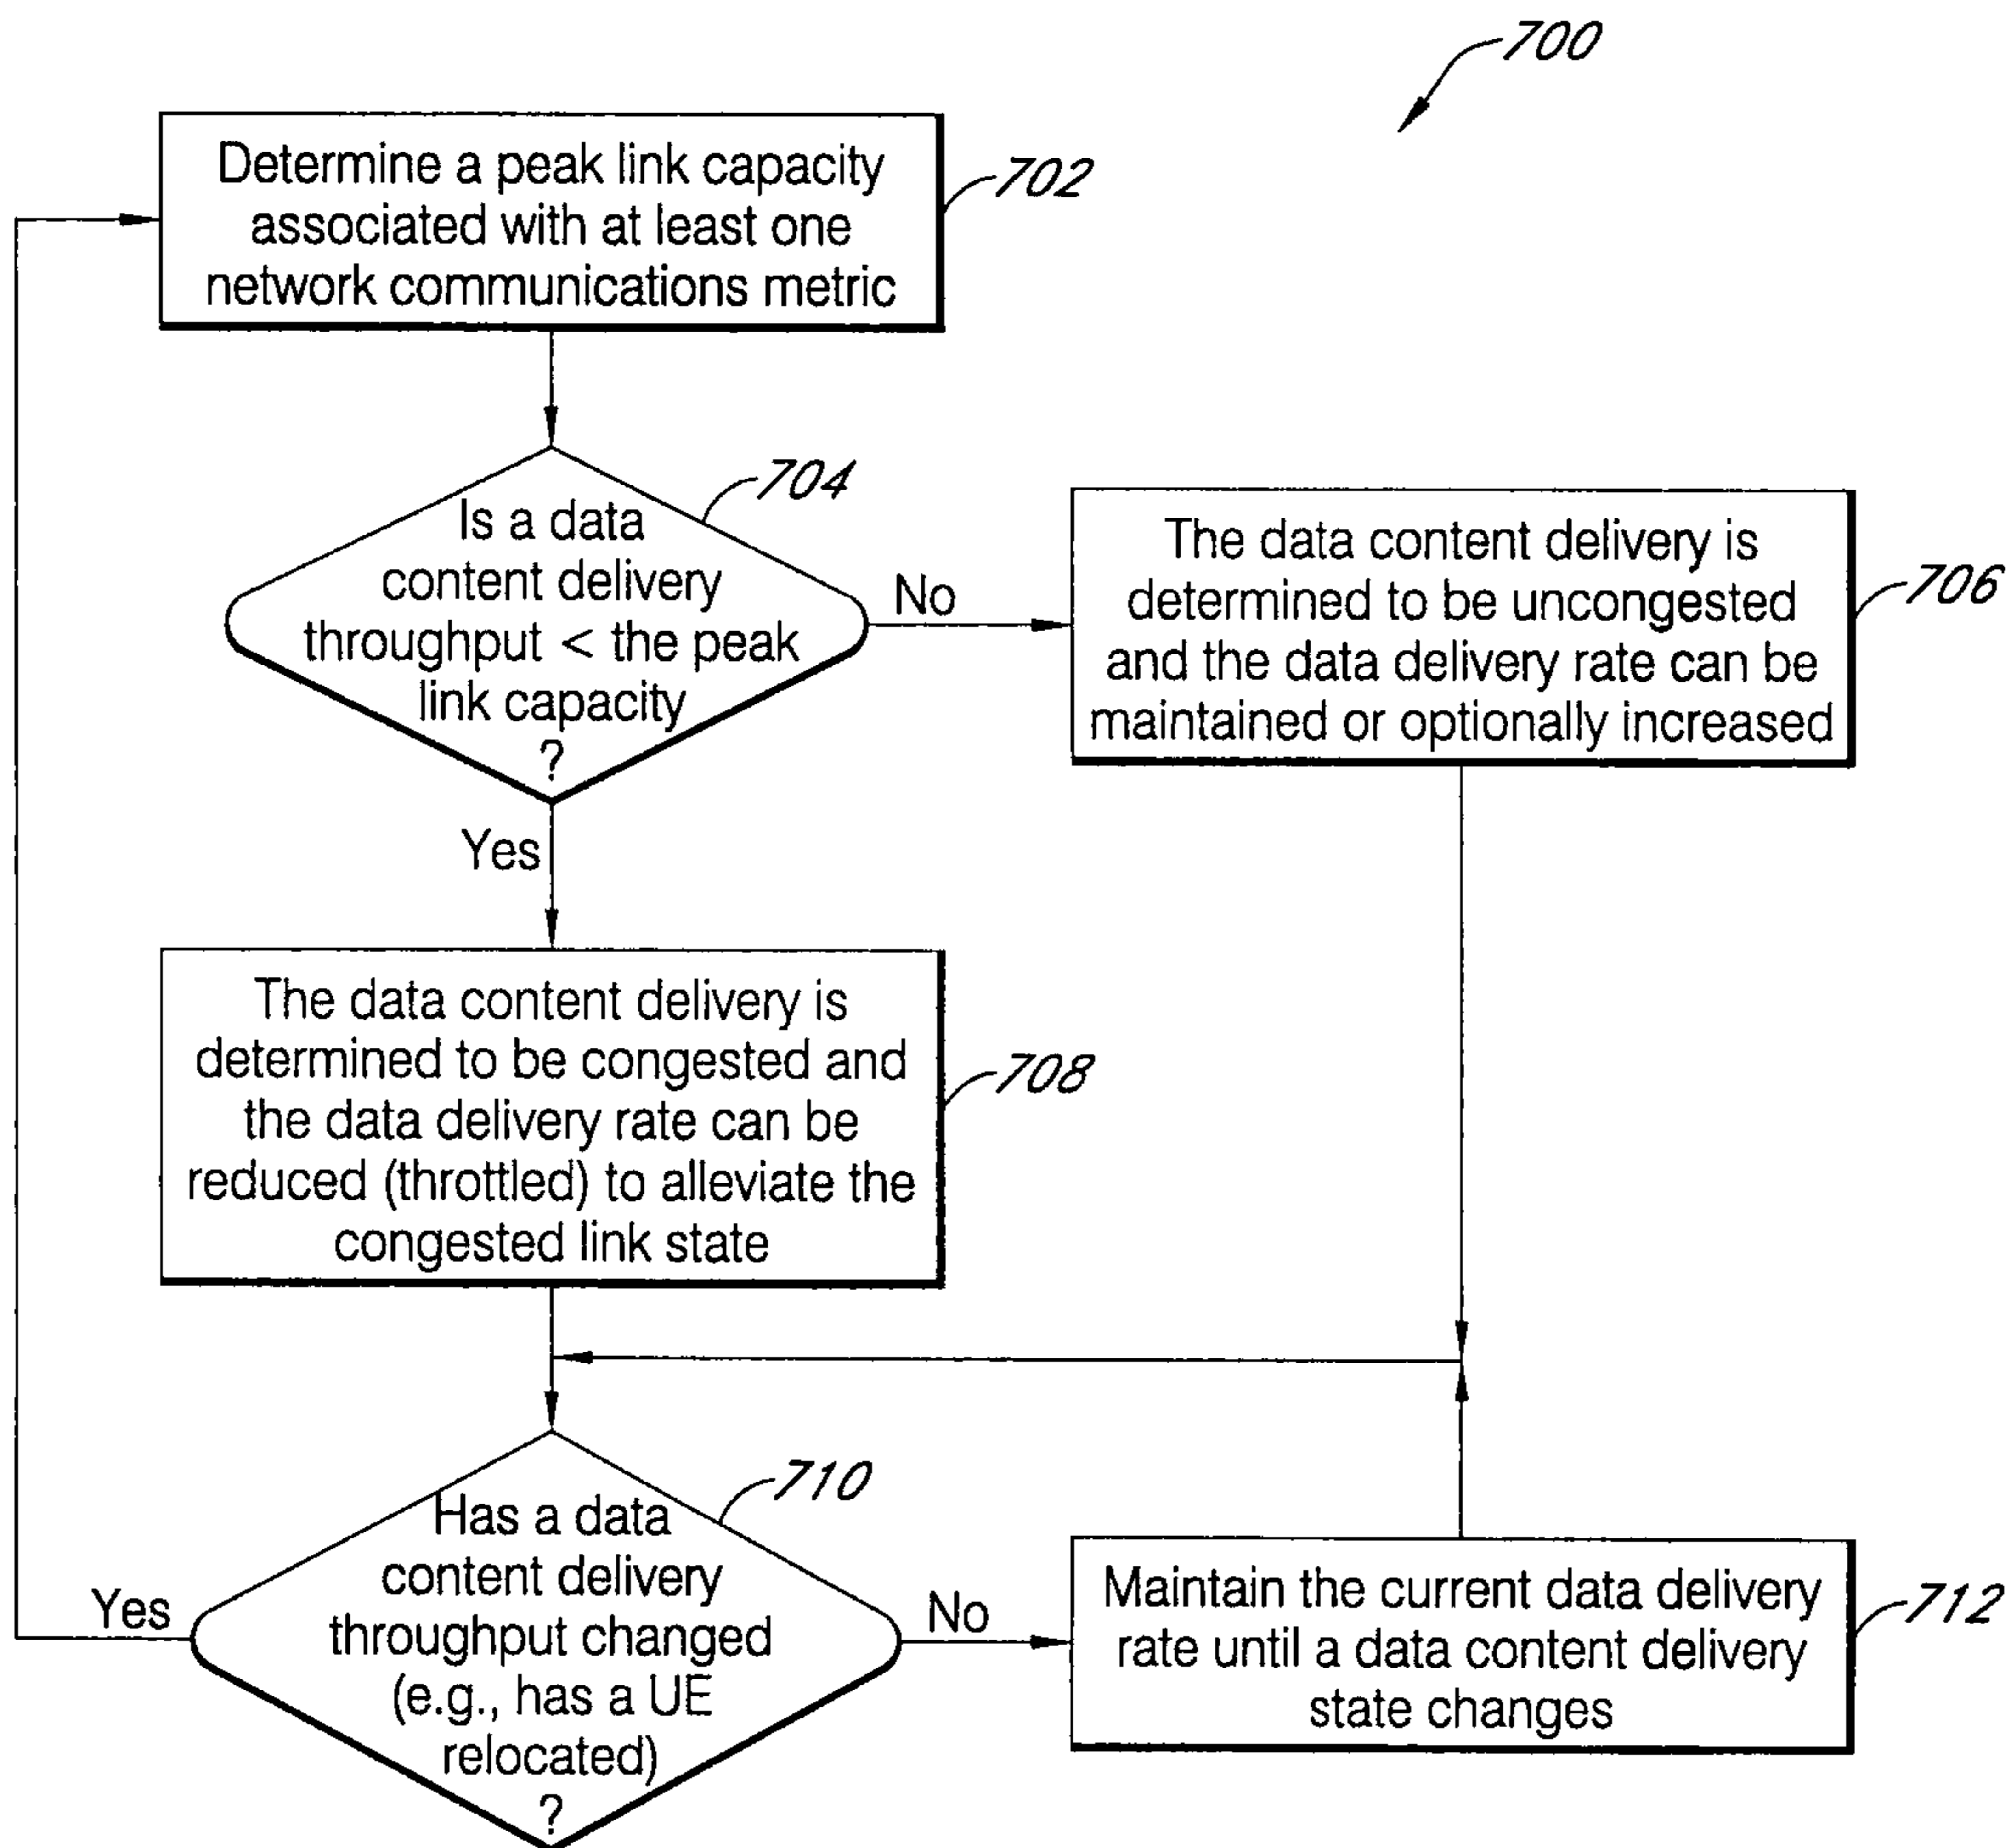 700
Determine a peak link capacity
associated with at least one
network communications metric
702
704
Is a data
content delivery
throughput < the peak
link capacity
?
No
The data content delivery is
determined to be uncongested
and the data delivery rate can be
maintained or optionally increased
706
Yes
The data content delivery is
determined to be congested and
the data delivery rate can be
reduced (throttled) to alleviate the
congested link state
708
710
Has a data
content delivery
throughput changed
(e.g., has a UE
relocated)
?
Yes
No
Maintain the current data delivery
rate until a data content delivery
state changes
712